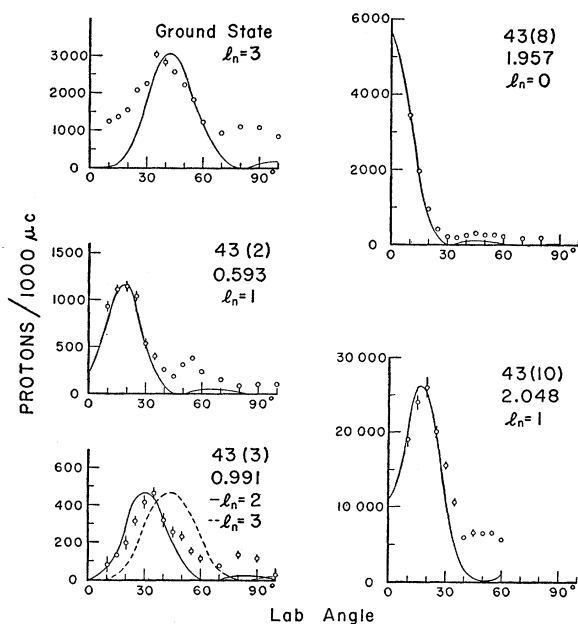 Ground State
ℓn=3
3000
2000
1000
0
0 30 60 90°
43(8)
1.957
ℓn=0
6000
4000
2000
0
0 30 60 90°
43 (2)
0.593
ℓn=1
1500
1000
500
0
0 30 60 90°
43(10)
2.048
ℓn=1
30 000
20 000
10 000
0
0 30 60 90°
43 (3)
0.991
—ℓn=2
--ℓn=3
600
400
200
0
0 30 60 90°
PROTONS/1000 μc
Lab Angle